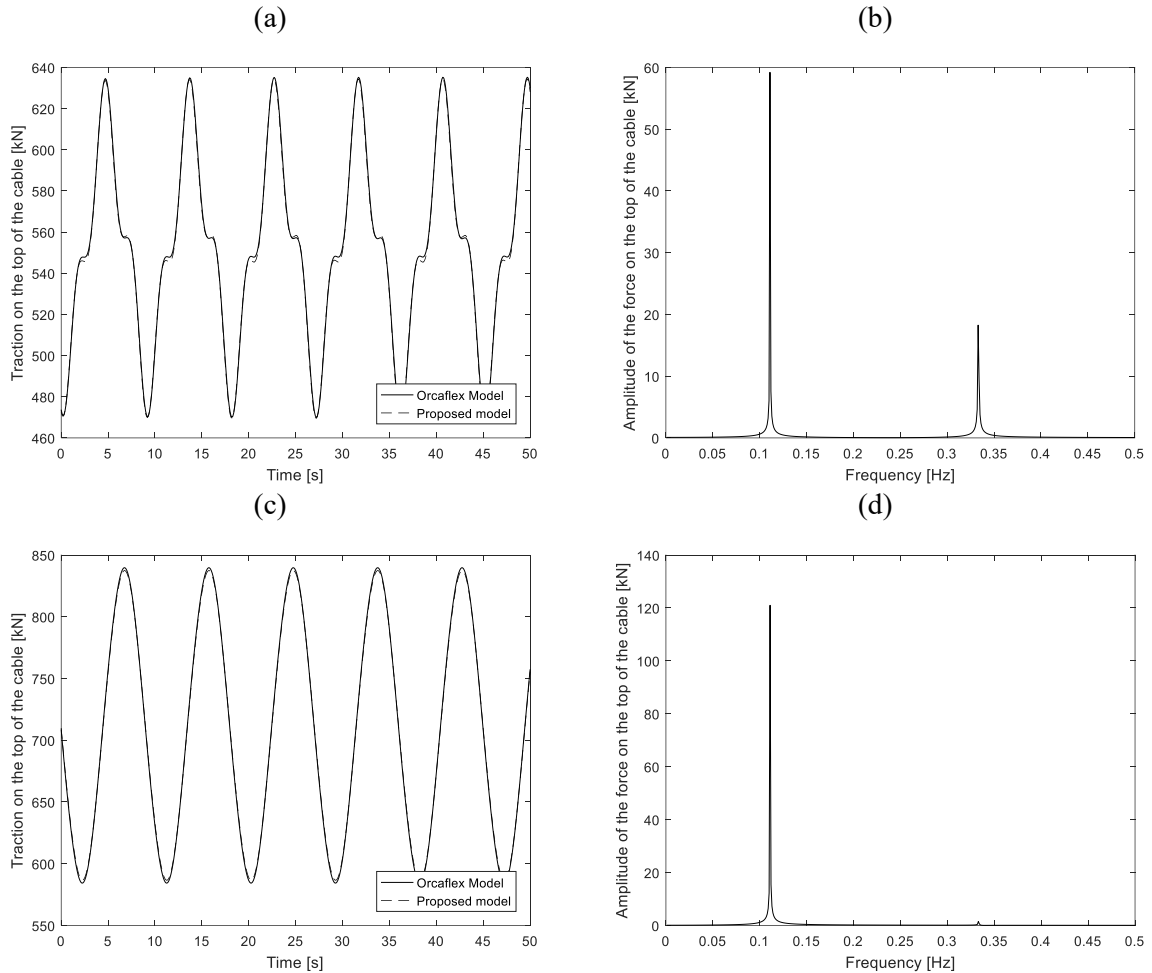 (a)
(b)
Traction on the top of the cable [kN]
640
620
600
580
560
540
520
500
480
460
0 5 10 15 20 25 30 35 40 45 50
Time [s]
Orcaflex Model
Proposed model
Amplitude of the force on the top of the cable [kN]
60
50
40
30
20
10
0
0 0.05 0.1 0.15 0.2 0.25 0.3 0.35 0.4 0.45 0.5
Frequency [Hz]
(c)
(d)
Traction on the top of the cable [kN]
850
800
750
700
650
600
550
0 5 10 15 20 25 30 35 40 45 50
Time [s]
Orcaflex Model
Proposed model
Amplitude of the force on the top of the cable [kN]
140
120
100
80
60
40
20
0
0 0.05 0.1 0.15 0.2 0.25 0.3 0.35 0.4 0.45 0.5
Frequency [Hz]